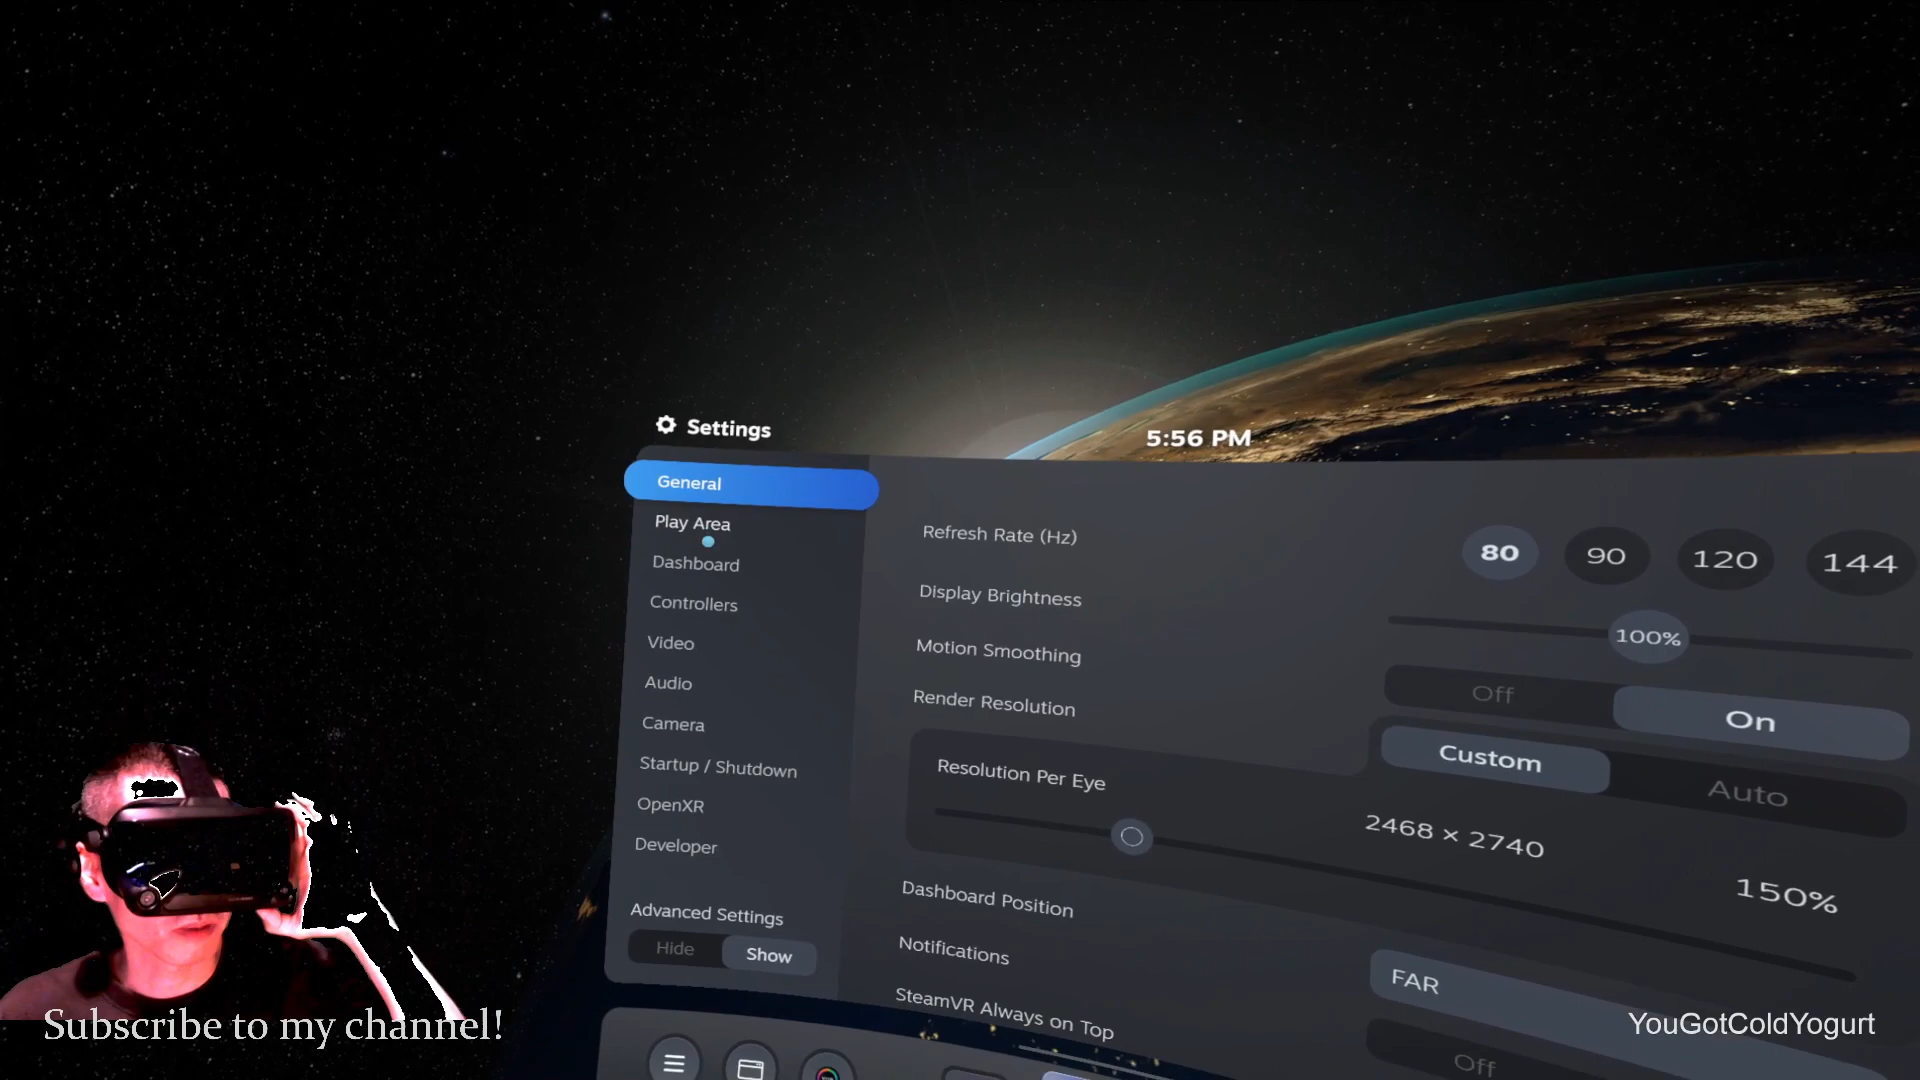 Settings
5:56 PM
General
Play Area
Dashboard
Controllers
Video
Audio
Camera
Startup / Shutdown
OpenXR
Developer
Advanced Settings
Hide
Show
Refresh Rate (Hz)
80
90
120
144
Display Brightness
100%
Motion Smoothing
Off
On
Render Resolution
Custom
Auto
Resolution Per Eye
2468 × 2740
150%
Dashboard Position
FAR
Notifications
Off
SteamVR Always on Top
Subscribe to my channel!
YouGotColdYogurt